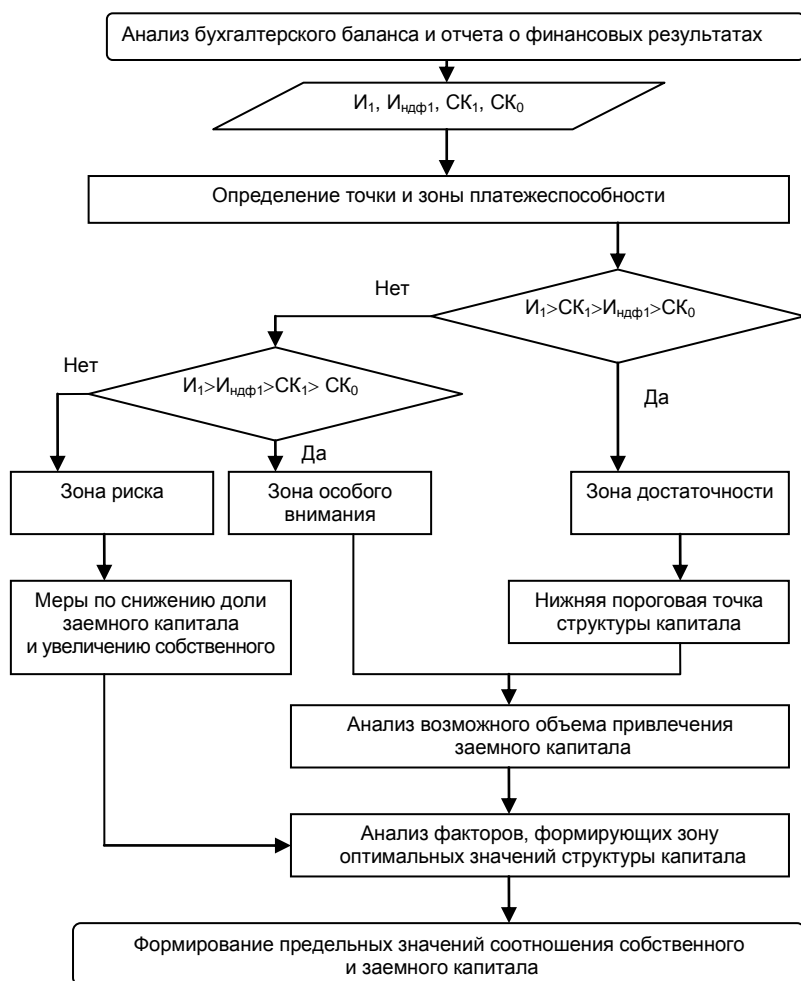 Анализ бухгалтерского баланса и отчета о финансовых результатах
И₁, Индф1, СК₁, СК₀
Определение точки и зоны платежеспособности
Нет
И₁>СК₁>Индф1>СК₀
Нет
И₁>Индф1>СК₁> СК₀
Да
Да
Зона риска
Зона особого
внимания
Зона достаточности
Меры по снижению доли
заемного капитала
и увеличению собственного
Нижняя пороговая точка
структуры капитала
Анализ возможного объема привлечения
заемного капитала
Анализ факторов, формирующих зону
оптимальных значений структуры капитала
Формирование предельных значений соотношения собственного
и заемного капитала